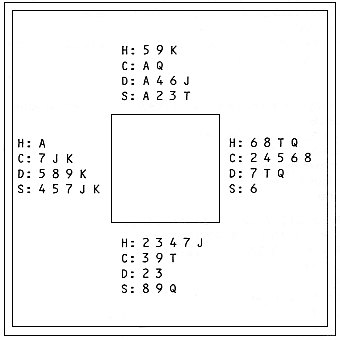 H: 5 9 K
C: A Q
D: A 4 6 J
S: A 2 3 T
H: A
C: 7 J K
D: 5 8 9 K
S: 4 5 7 J K
H: 6 8 T Q
C: 2 4 5 6 8
D: 7 T Q
S: 6
H: 2 3 4 7 J
C: 3 9 T
D: 2 3
S: 8 9 Q